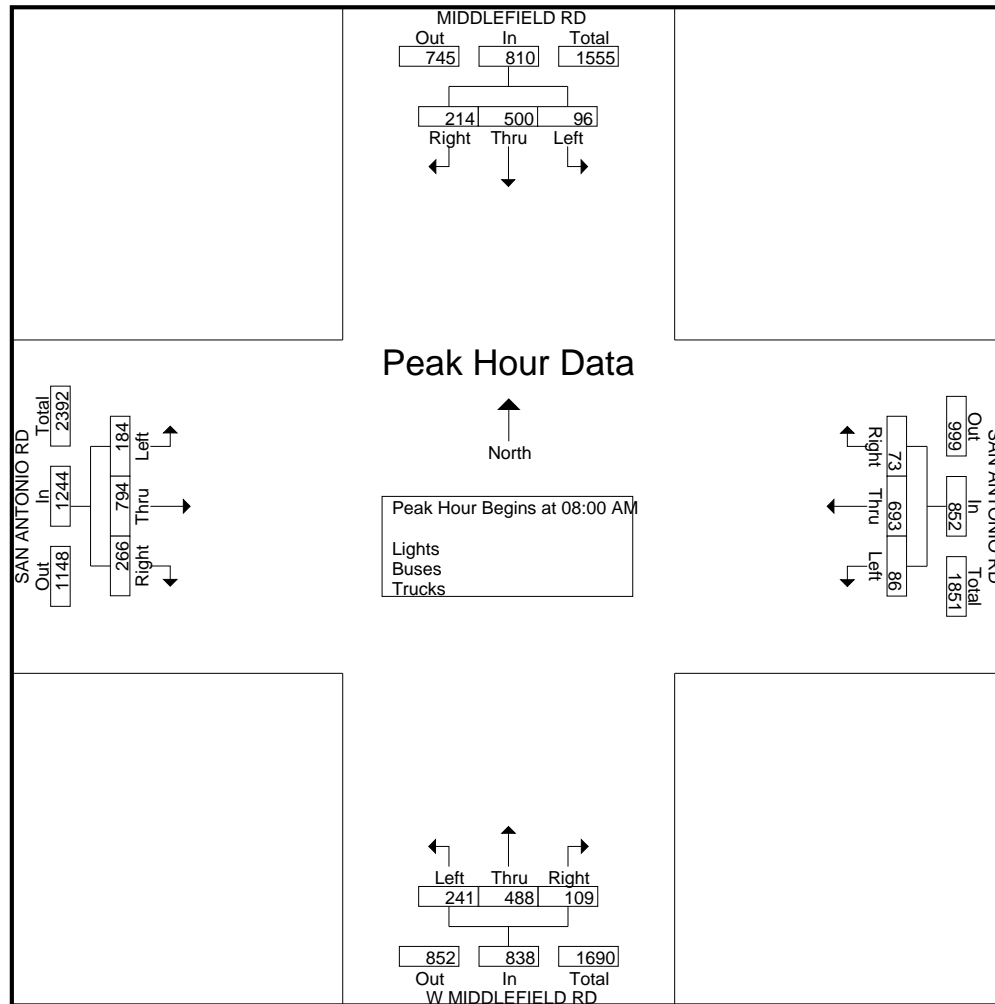 MIDDLEFIELD RD
Out In Total
745 810 1555
214 500 96
Right Thru Left
Peak Hour Data
North
Peak Hour Begins at 08:00 AM
Lights
Buses
Trucks
SAN ANTONIO RD
Out In Total
1148 1244 2392
266 794 184
Right Thru Left
SAN ANTONIO RD
Out In Total
999 852 1851
73 693 86
Right Thru Left
Left Thru Right
241 488 109
852 838 1690
Out In Total
W MIDDLEFIELD RD